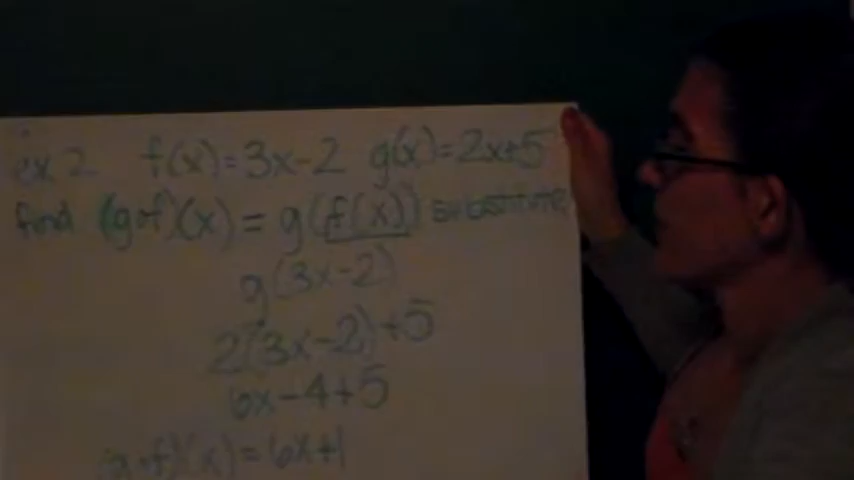 ex 2 f(x)=3x-2 g(x)=2x+5
find (g∘f)(x) = g(f(x)) substitute
g(3x-2)
2(3x-2)+5
6x-4+5
(g∘f)(x)=6x+1